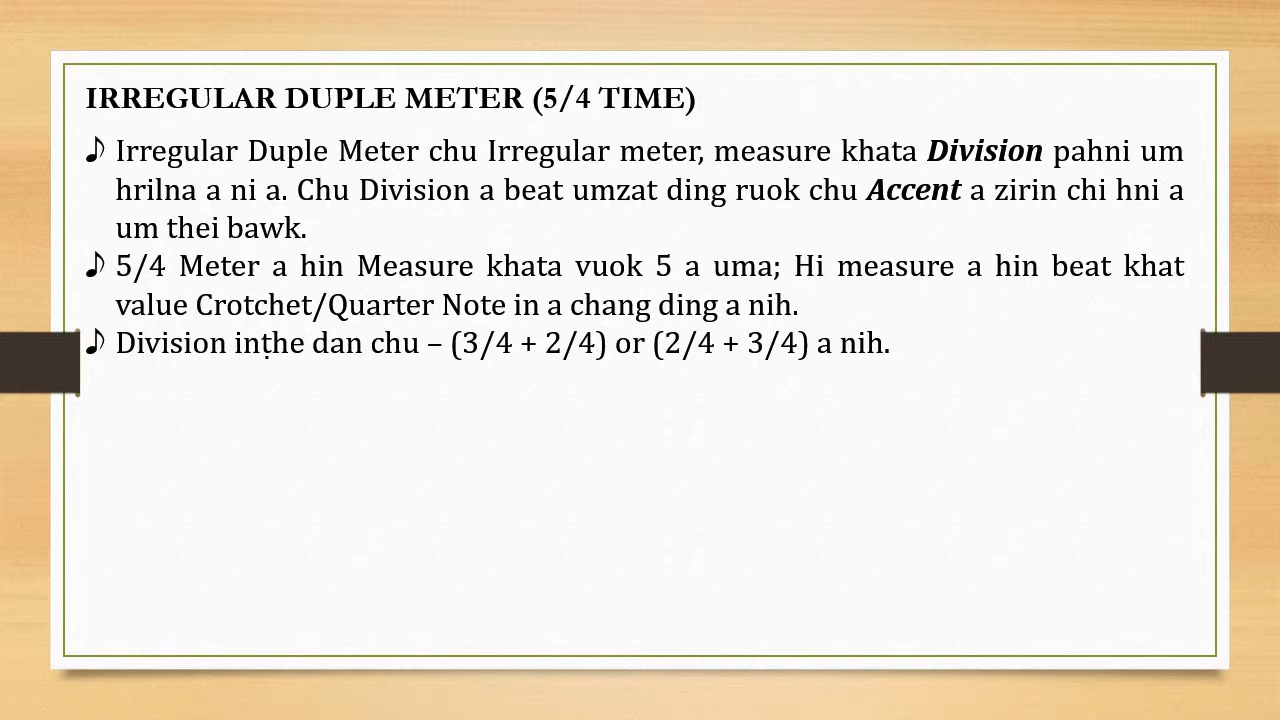 IRREGULAR DUPLE METER (5/4 TIME)
♪ Irregular Duple Meter chu Irregular meter, measure khata Division pahni um
hrilna a ni a. Chu Division a beat umzat ding ruok chu Accent a zirin chi hni a
um thei bawk.
♪ 5/4 Meter a hin Measure khata vuok 5 a uma; Hi measure a hin beat khat
value Crotchet/Quarter Note in a chang ding a nih.
♪ Division inṭhe dan chu – (3/4 + 2/4) or (2/4 + 3/4) a nih.